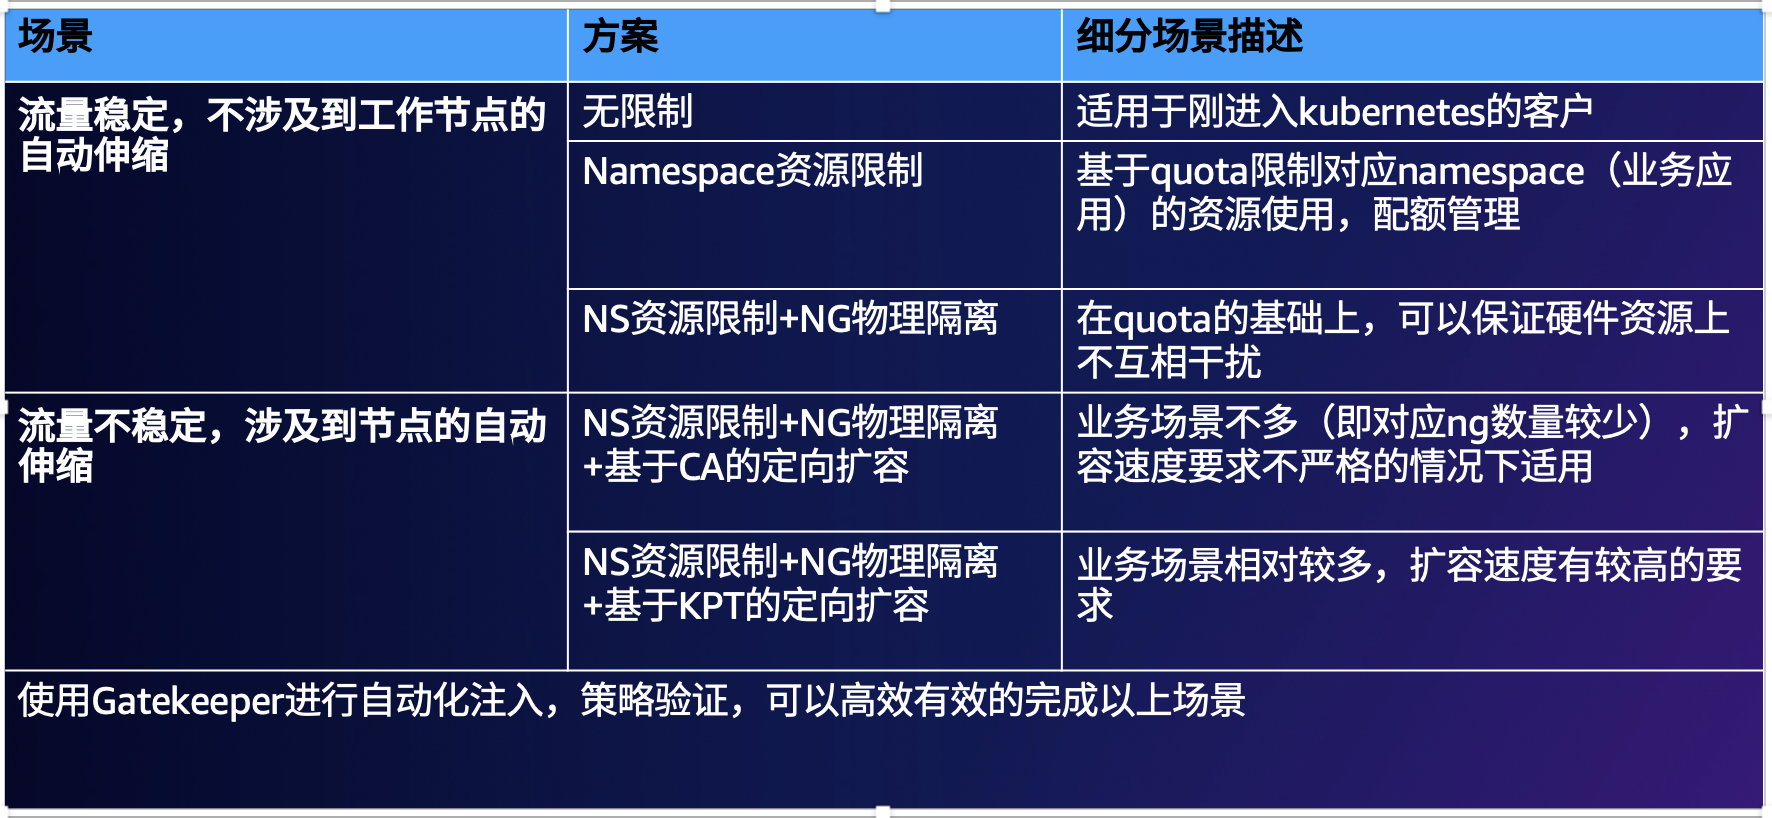 场景
方案
细分场景描述
流量稳定，不涉及到工作节点的
自动伸缩
无限制
适用于刚进入kubernetes的客户
Namespace资源限制
基于quota限制对应namespace（业务应
用）的资源使用，配额管理
NS资源限制+NG物理隔离
在quota的基础上，可以保证硬件资源上
不互相干扰
流量不稳定，涉及到节点的自动
伸缩
NS资源限制+NG物理隔离
+基于CA的定向扩容
业务场景不多（即对应ng数量较少），扩
容速度要求不严格的情况下适用
NS资源限制+NG物理隔离
+基于KPT的定向扩容
业务场景相对较多，扩容速度有较高的要
求
使用Gatekeeper进行自动化注入，策略验证，可以高效有效的完成以上场景